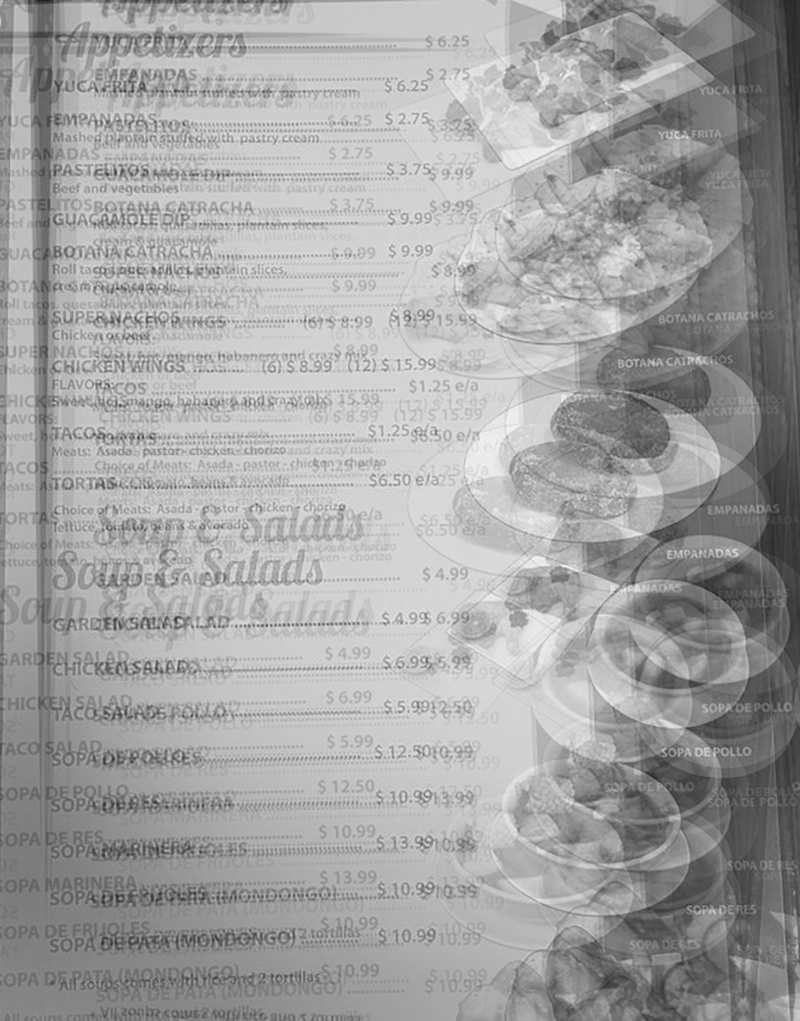 Appetizers
YUCA FRITA $ 6.25
EMPANADAS $ 2.75
Mashed plantain stuffed with pastry cream
PASTELITOS $ 3.75
Beef and vegetables
GUACAMOLE DIP $ 9.99
BOTANA CATRACHA $ 9.99
Roll tacos, quesadillas, plantain slices,
cream & guacamole
SUPER NACHOS $ 8.99
Chicken or beef
CHICKEN WINGS (6) $ 8.99 (12) $ 15.99
FLAVORS:
Sweet, hot, mango, habanero and crazy mix
TACOS $1.25 e/a
Meats: Asada - pastor - chicken - chorizo
TORTAS $6.50 e/a
Choice of Meats: Asada - Pastor - chicken - chorizo
lettuce, tomato, beans & avocado
Soup & Salads
GARDEN SALAD $ 4.99
CHICKEN SALAD $ 6.99
TACO SALAD $ 5.99
SOPA DE POLLO $ 12.50
SOPA DE RES $ 10.99
SOPA MARINERA $ 13.99
SOPA DE FRIJOLES $ 10.99
SOPA DE PATA (MONDONGO) $ 10.99
* All soups comes with rice and 2 tortillas
YUCA FRITA
BOTANA CATRACHOS
EMPANADAS
SOPA DE POLLO
SOPA DE RES